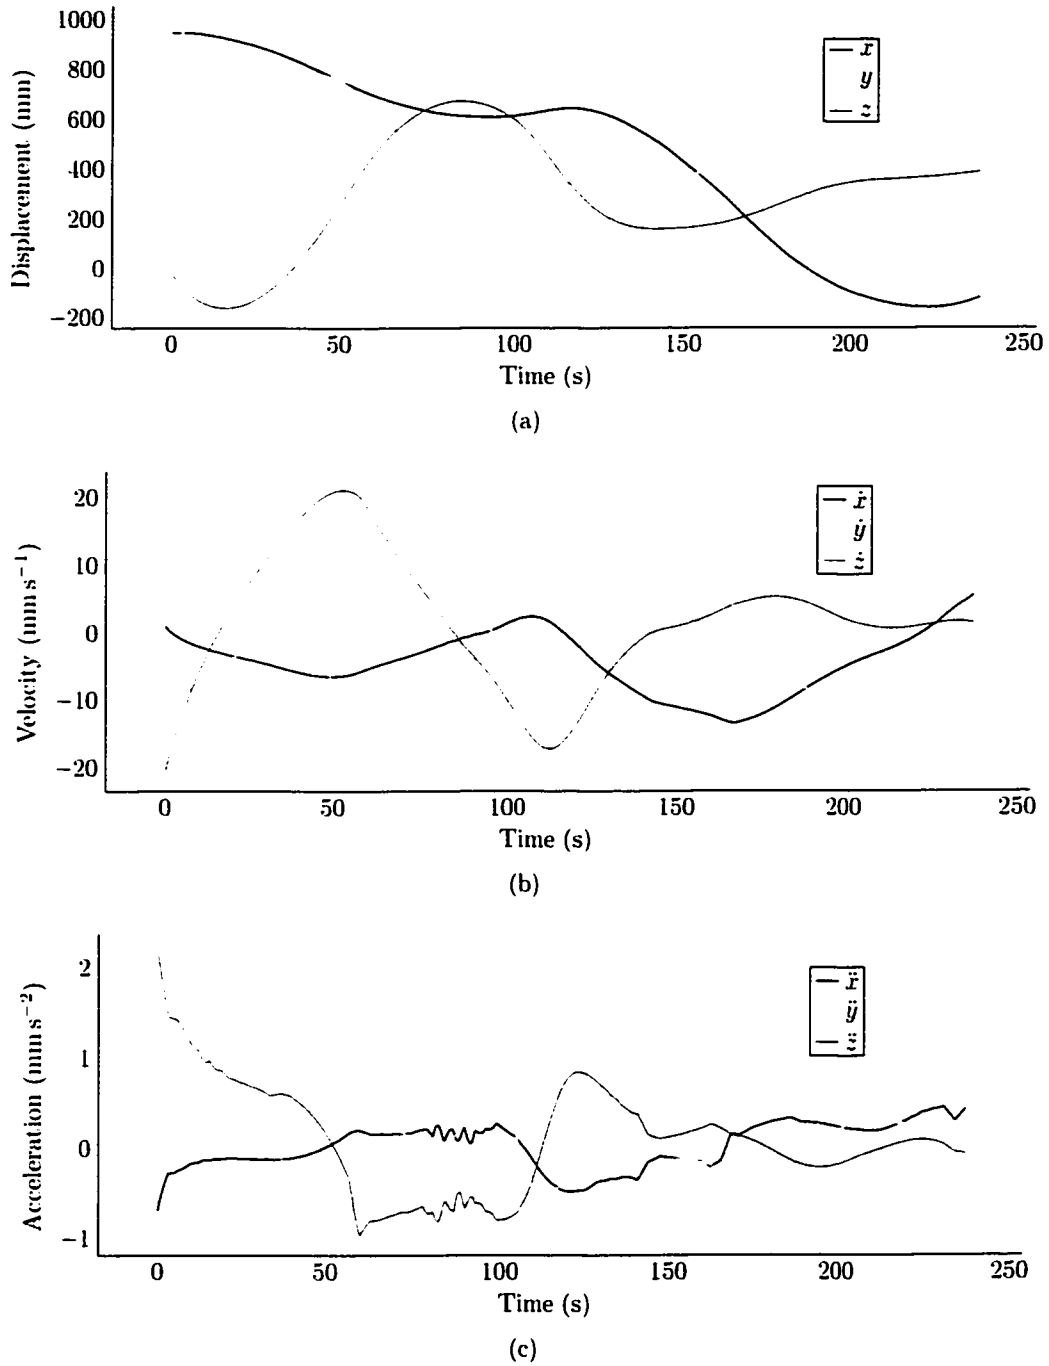 1000
800
600
400
200
0
−200
Displacement (mm)
x
y
z
0 50 100 150 200 250
Time (s)
(a)
20
10
0
−10
−20
Velocity (mm s⁻¹)
ẋ
ẏ
ż
0 50 100 150 200 250
Time (s)
(b)
2
1
0
−1
Acceleration (mm s⁻²)
ẍ
ÿ
z̈
0 50 100 150 200 250
Time (s)
(c)